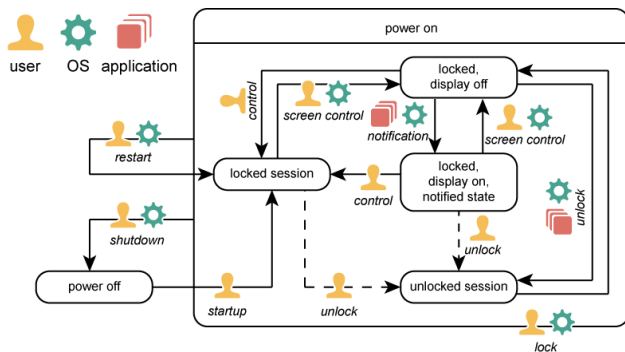 user
OS
application
power on
locked,
display off
control
screen control
notification
screen control
restart
locked session
control
locked,
display on,
notified state
unlock
shutdown
unlock
power off
startup
unlock
unlocked session
lock